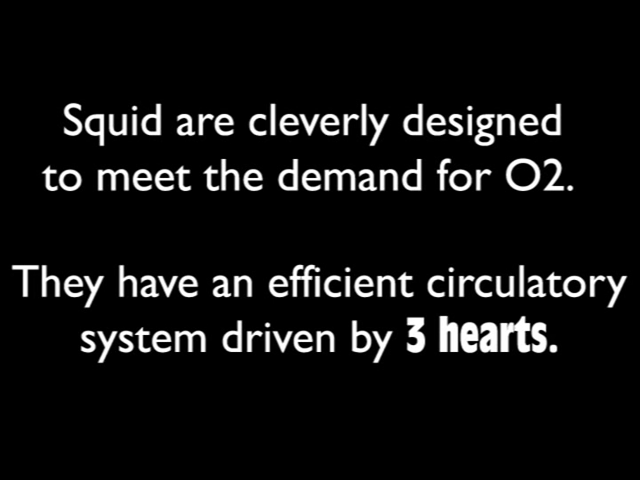 Squid are cleverly designed
to meet the demand for O2.
They have an efficient circulatory
system driven by 3 hearts.